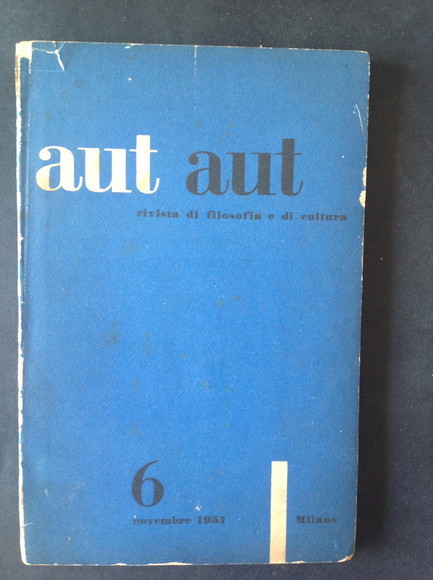 aut aut
rivista di filosofia e di cultura
6
novembre 1951 Milano